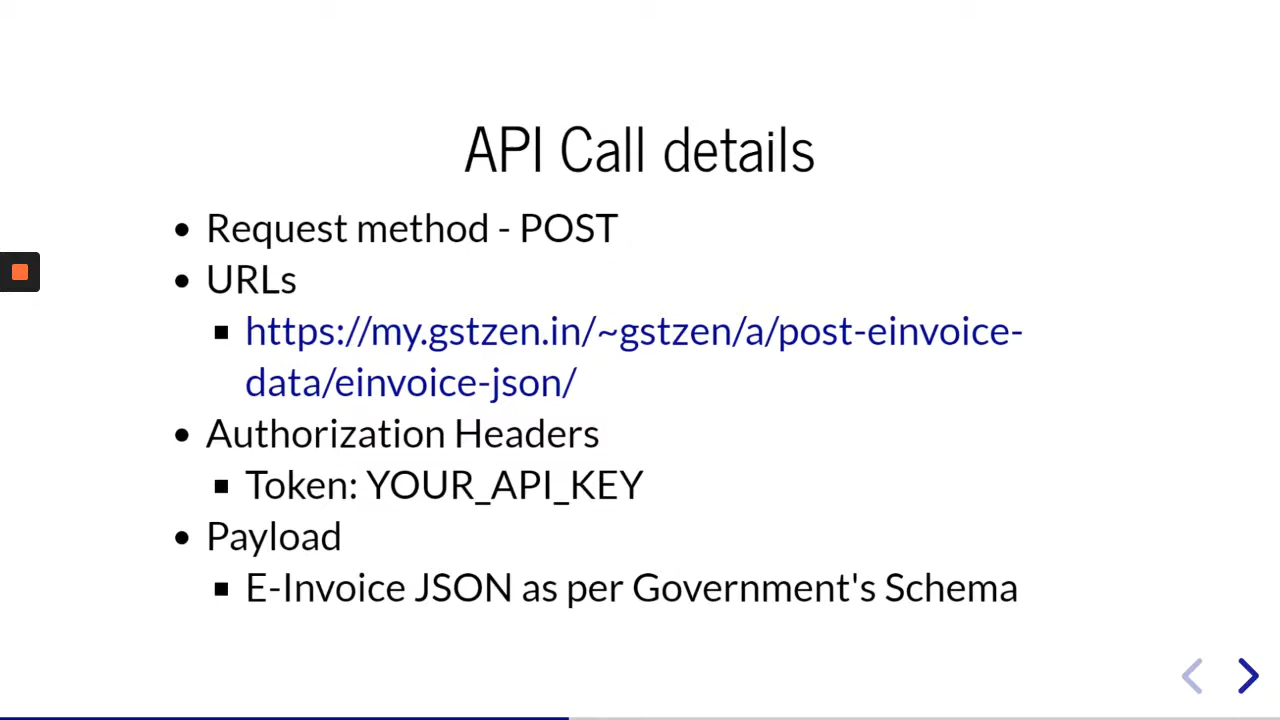 API Call details
Request method - POST
URLs
https://my.gstzen.in/~gstzen/a/post-einvoice-
data/einvoice-json/
Authorization Headers
Token: YOUR_API_KEY
Payload
E-Invoice JSON as per Government's Schema